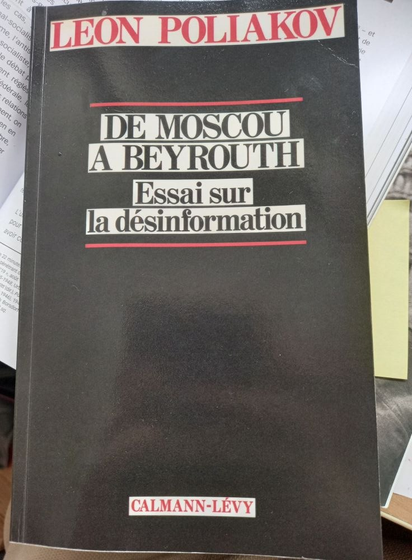 LEON POLIAKOV
DE MOSCOU
A BEYROUTH
Essai sur
la désinformation
CALMANN-LÉVY